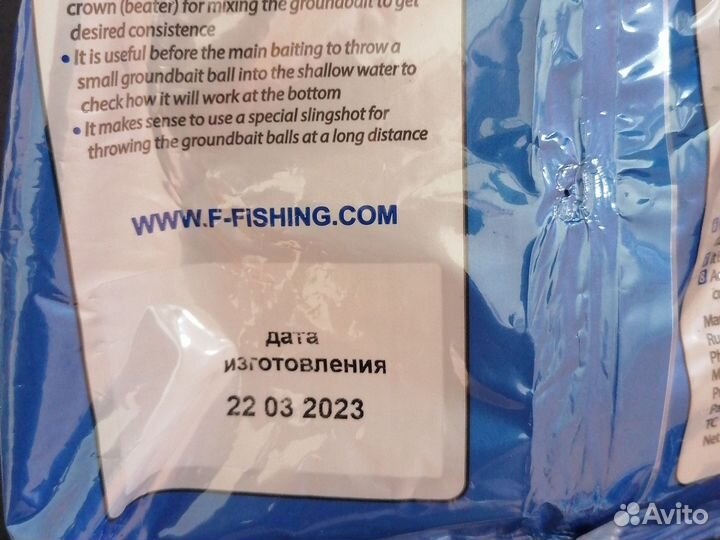 crown (beater) for mixing the groundbait to get
desired consistence
• It is useful before the main baiting to throw a
small groundbait ball into the shallow water to
check how it will work at the bottom
• It makes sense to use a special slingshot for
throwing the groundbait balls at a long distance
WWW.F-FISHING.COM
дата
изготовления
22 03 2023
Avito